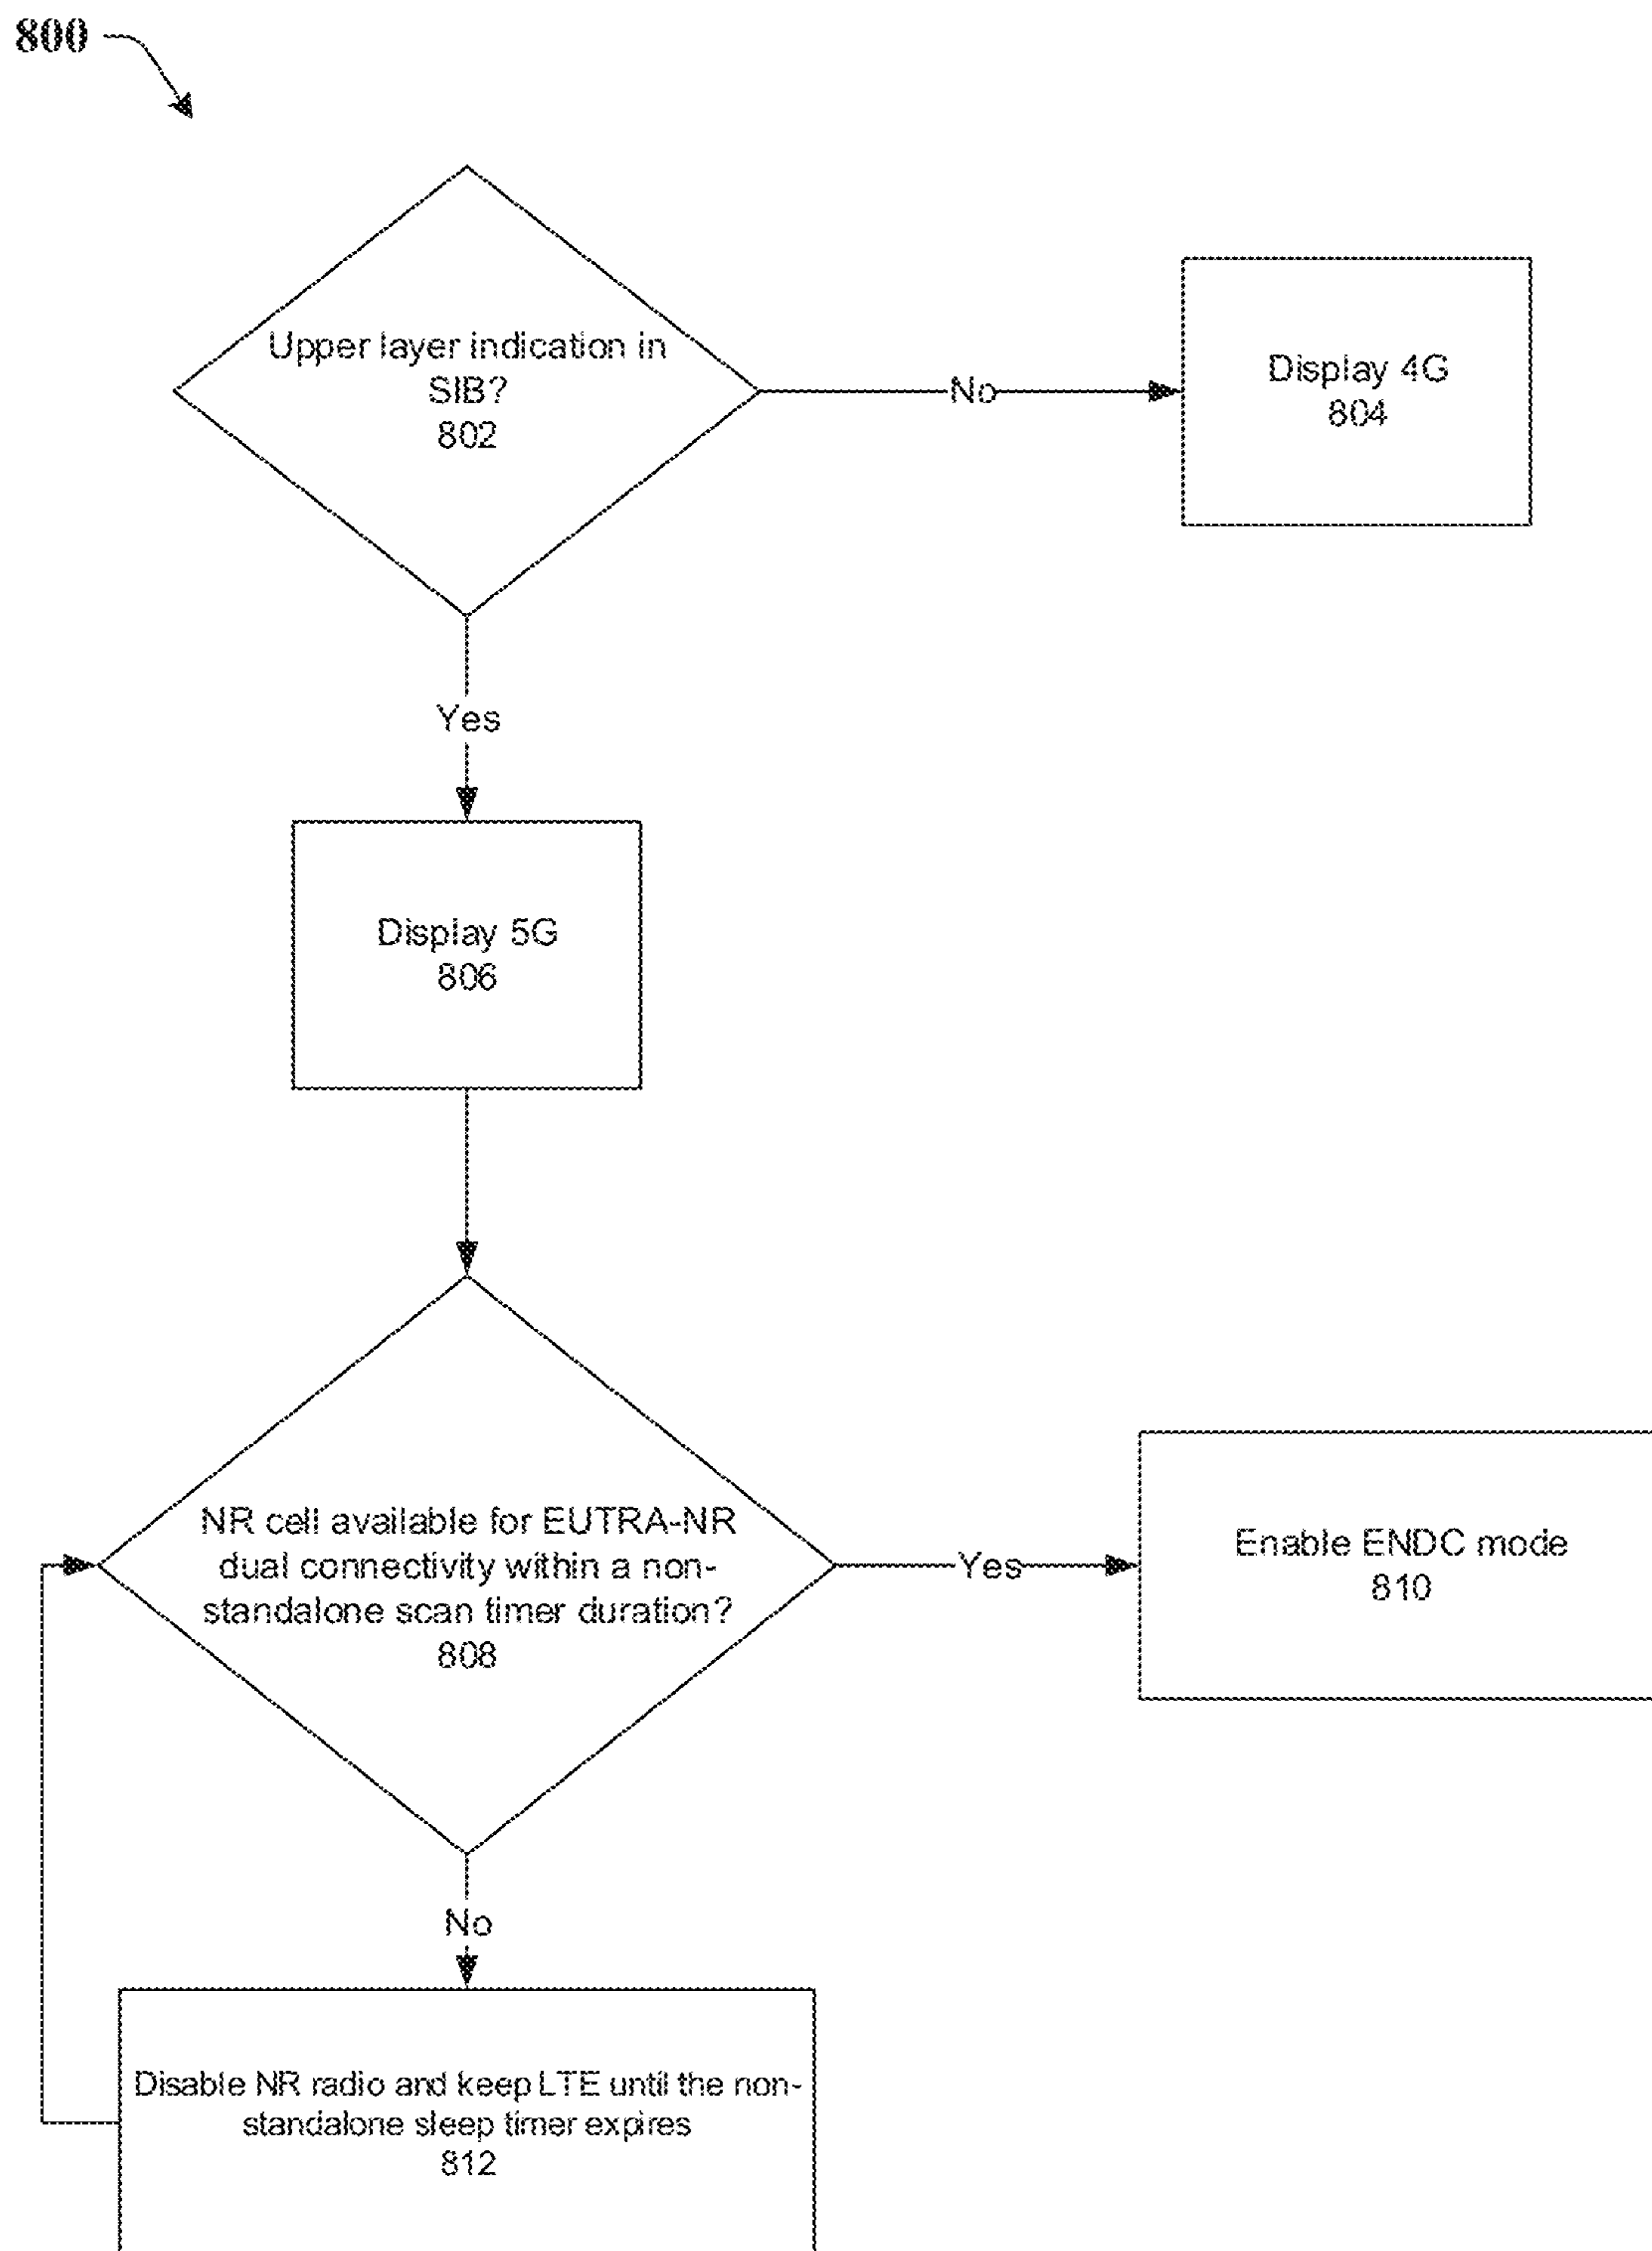 800
Upper layer indication in
SIB?
802
No
Display 4G
804
Yes
Display 5G
806
NR cell available for EUTRA-NR
dual connectivity within a non-
standalone scan timer duration?
808
Yes
Enable ENDC mode
810
No
Disable NR radio and keep LTE until the non-
standalone sleep timer expires
812